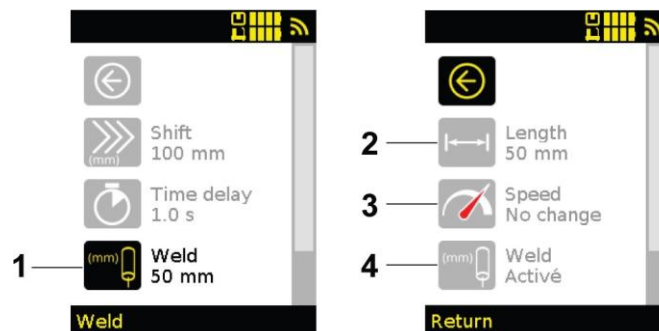 Shift
(mm)
100 mm
Time delay
1.0 s
1
(mm)
Weld
50 mm
Weld
2
Length
50 mm
3
Speed
No change
4
(mm)
Weld
Activé
Return